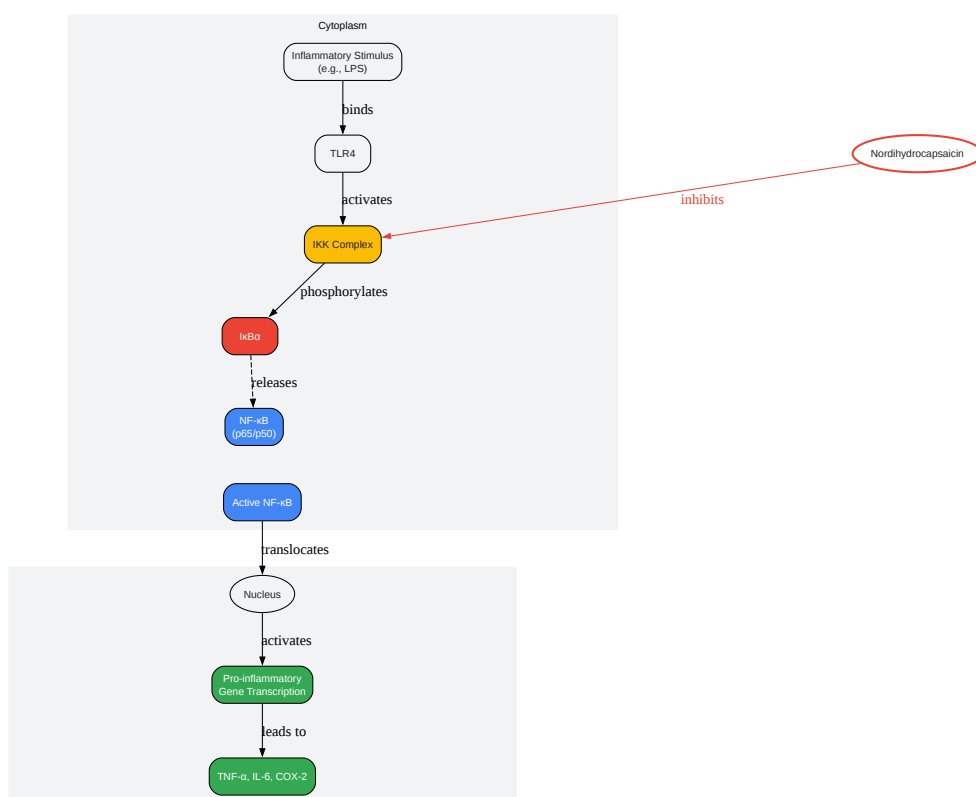 Cytoplasm
Inflammatory Stimulus
(e.g., LPS)
binds
TLR4
Nordihydrocapsaicin
activates
inhibits
IKK Complex
phosphorylates
IκBα
releases
NF-κB
(p65/p50)
Active NF-κB
translocates
Nucleus
activates
Pro-inflammatory
Gene Transcription
leads to
TNF-α, IL-6, COX-2